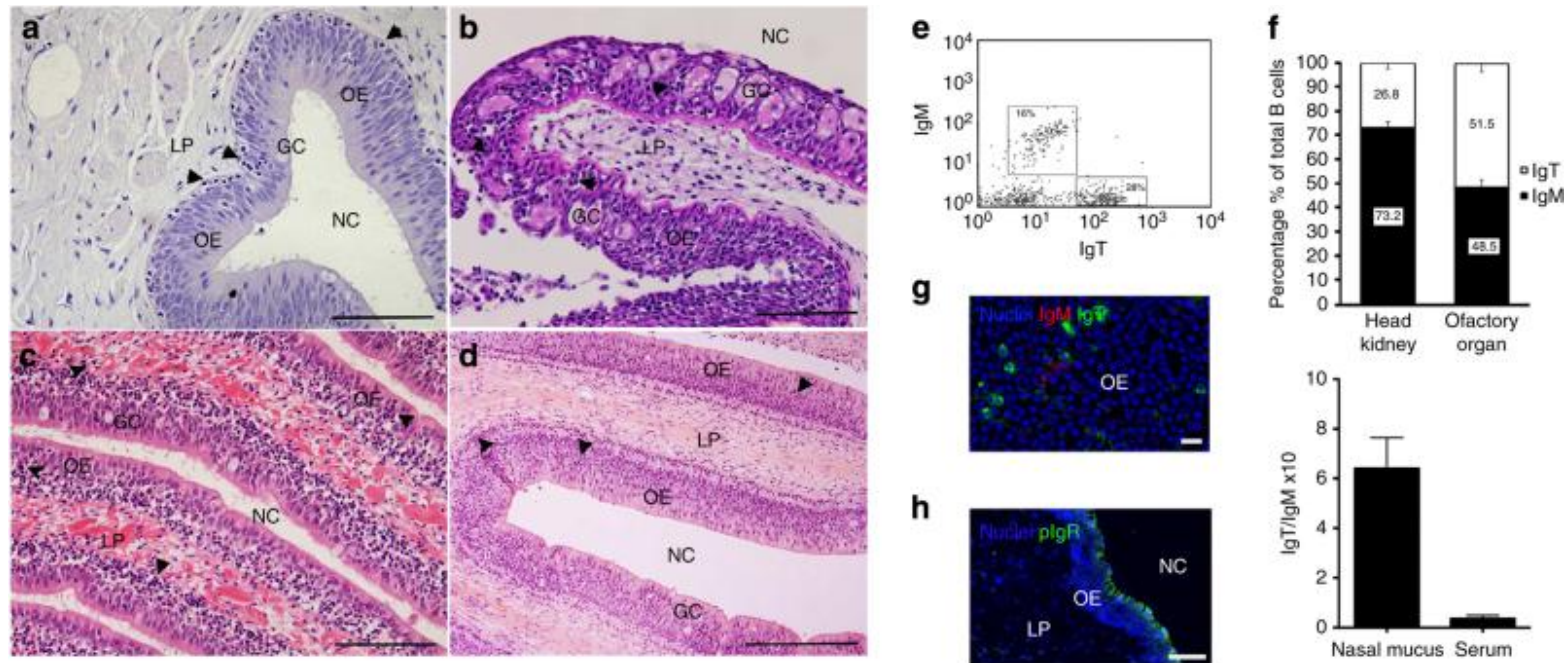 a
OE
LP
GC
OE
NC
b
NC
GC
LP
GC
OE
c
OE
GC
OE
NC
LP
d
OE
LP
OE
NC
GC
e
10⁴
10³
10²
10¹
10⁰
IgM
16%
28%
10⁰ 10¹ 10² 10³ 10⁴
IgT
g
Nuclei IgM IgT
OE
h
Nuclei pIgR
NC
OE
LP
f
Percentage % of total B cells
100
90
80
70
60
50
40
30
20
10
0
26.8
73.2
51.5
48.5
IgT
IgM
Head
kidney
Ofactory
organ
IgT/IgM x10
10
8
6
4
2
0
Nasal mucus Serum